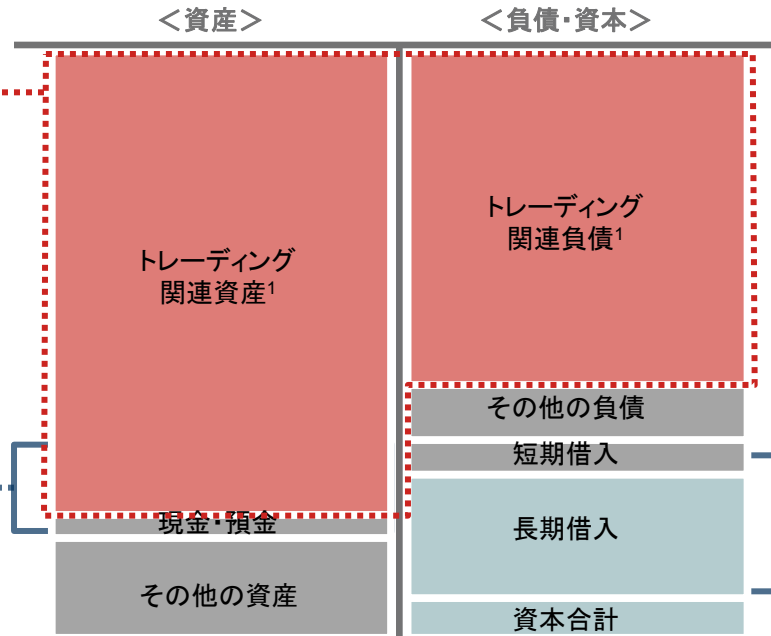 ＜資産＞
＜負債・資本＞
トレーディング
関連資産¹
現金・預金
その他の資産
トレーディング
関連負債¹
その他の負債
短期借入
長期借入
資本合計